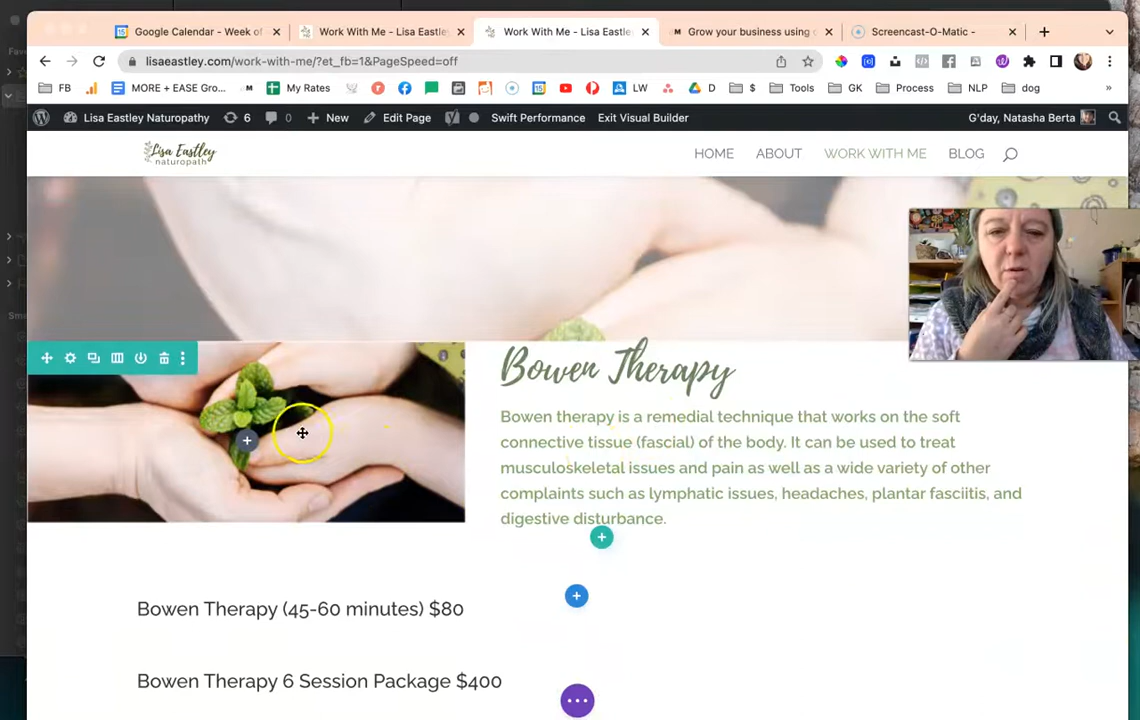 Google Calendar - Week of
Work With Me - Lisa Eastle
Work With Me - Lisa Eastle
Grow your business using
Screencast-O-Matic -
lisaeastley.com/work-with-me/?et_fb=1&PageSpeed=off
FB
MORE + EASE Gro...
My Rates
LW
D
$
Tools
GK
Process
NLP
dog
»
Lisa Eastley Naturopathy
6
0
New
Edit Page
Swift Performance
Exit Visual Builder
G'day, Natasha Berta
Lisa Eastley
naturopath
HOME
ABOUT
WORK WITH ME
BLOG
Bowen Therapy
Bowen therapy is a remedial technique that works on the soft
connective tissue (fascial) of the body. It can be used to treat
musculoskeletal issues and pain as well as a wide variety of other
complaints such as lymphatic issues, headaches, plantar fasciitis, and
digestive disturbance.
Bowen Therapy (45-60 minutes) $80
Bowen Therapy 6 Session Package $400